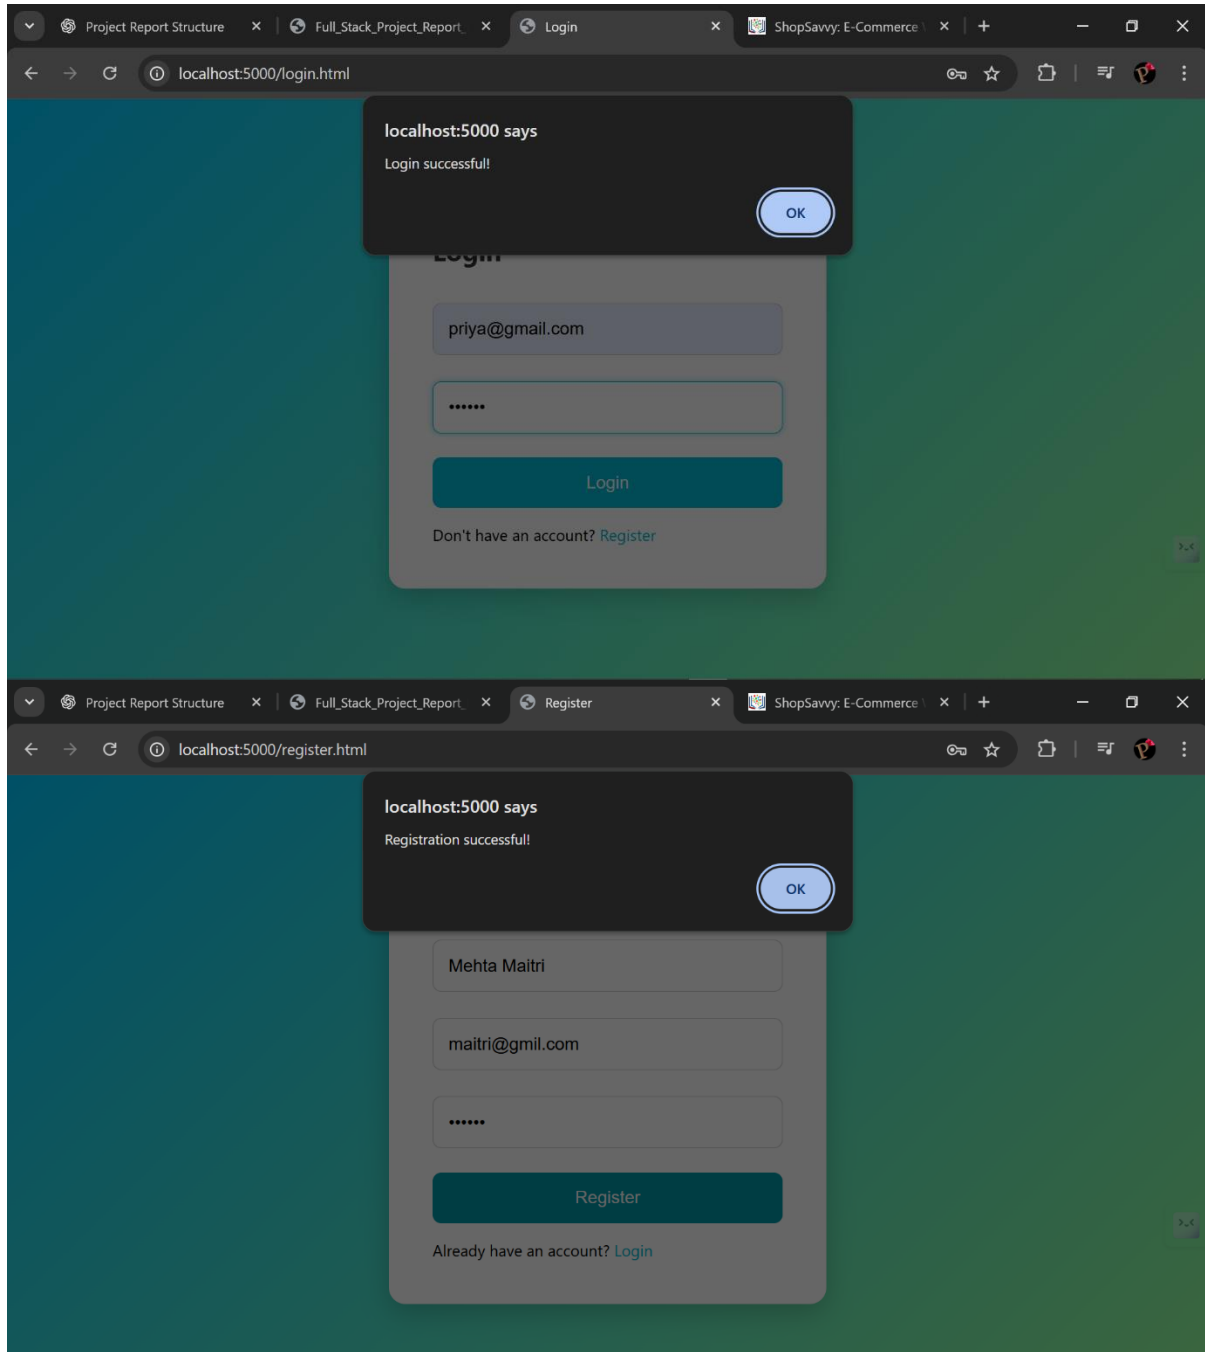 Project Report Structure
Full_Stack_Project_Report_
Login
ShopSavvy: E-Commerce
localhost:5000/login.html
localhost:5000 says
Login successful!
OK
Login
priya@gmail.com
Login
Don't have an account? Register
Project Report Structure
Full_Stack_Project_Report_
Register
ShopSavvy: E-Commerce
localhost:5000/register.html
localhost:5000 says
Registration successful!
OK
Mehta Maitri
maitri@gmil.com
Register
Already have an account? Login